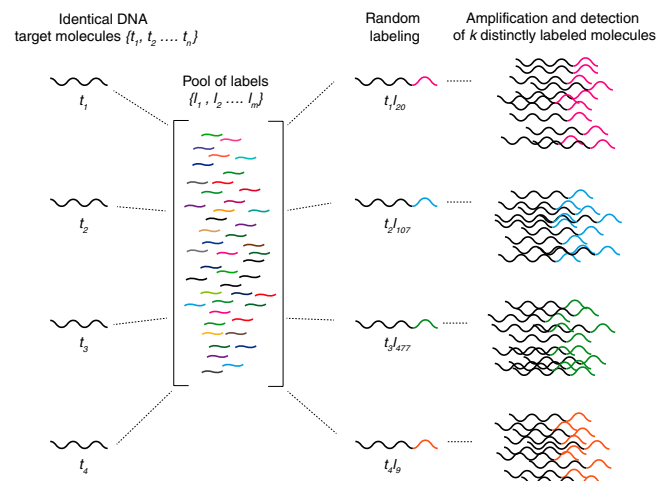 Identical DNA
target molecules {t1, t2 .... tn}
Random
labeling
Amplification and detection
of k distinctly labeled molecules
Pool of labels
{l1 , l2 .... lm}
t1
t1l20
t2
t2l107
t3
t3l477
t4
t4l9